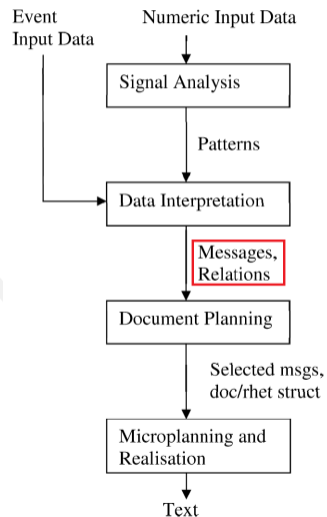 Event
Input Data
Numeric Input Data
Signal Analysis
Patterns
Data Interpretation
Messages,
Relations
Document Planning
Selected msgs,
doc/rhet struct
Microplanning and
Realisation
Text